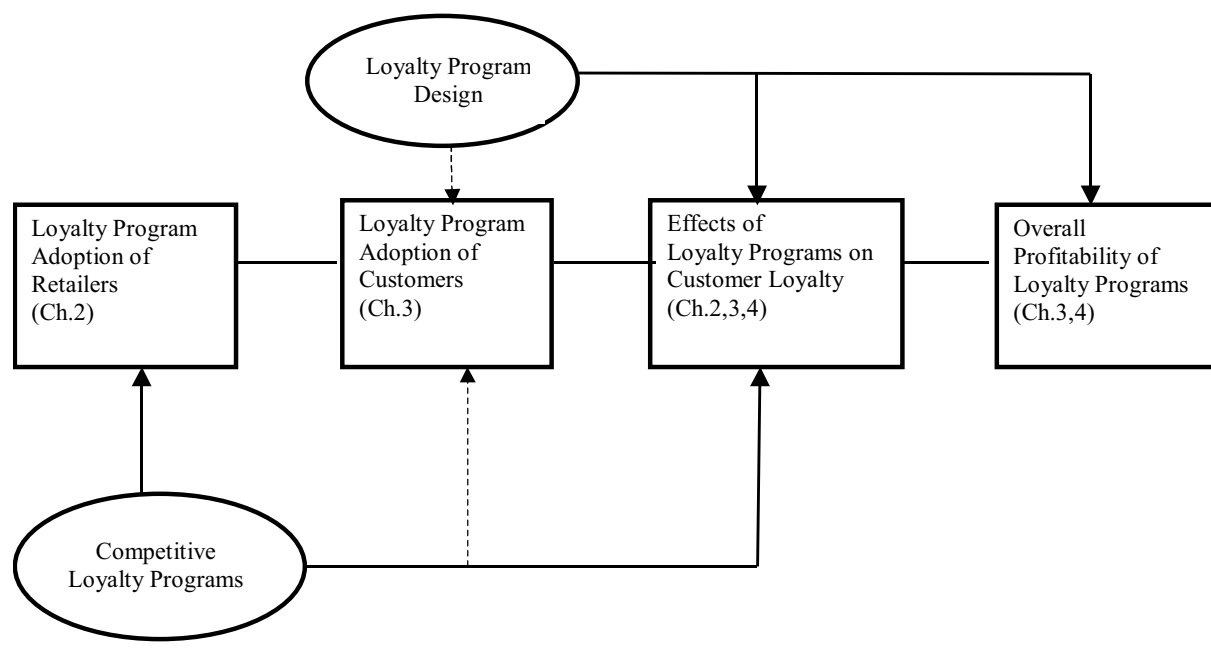 Loyalty Program
Design
Loyalty Program
Adoption of
Retailers
(Ch.2)
Loyalty Program
Adoption of
Customers
(Ch.3)
Effects of
Loyalty Programs on
Customer Loyalty
(Ch.2,3,4)
Overall
Profitability of
Loyalty Programs
(Ch.3,4)
Competitive
Loyalty Programs